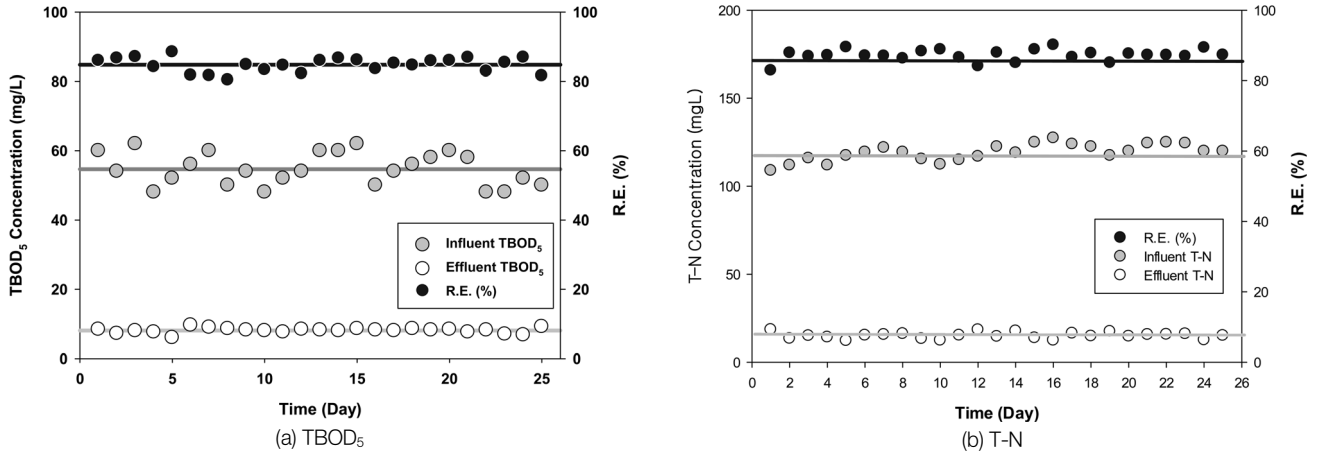 100
80
60
40
20
0
TBOD5 Concentration (mg/L)
100
80
60
40
20
0
R.E. (%)
Influent TBOD5
Effluent TBOD5
R.E. (%)
0 5 10 15 20 25
Time (Day)
(a) TBOD5
200
150
100
50
0
T-N Concentration (mgL)
100
80
60
40
20
0
R.E. (%)
R.E. (%)
Influent T-N
Effluent T-N
0 2 4 6 8 10 12 14 16 18 20 22 24 26
Time (Day)
(b) T-N